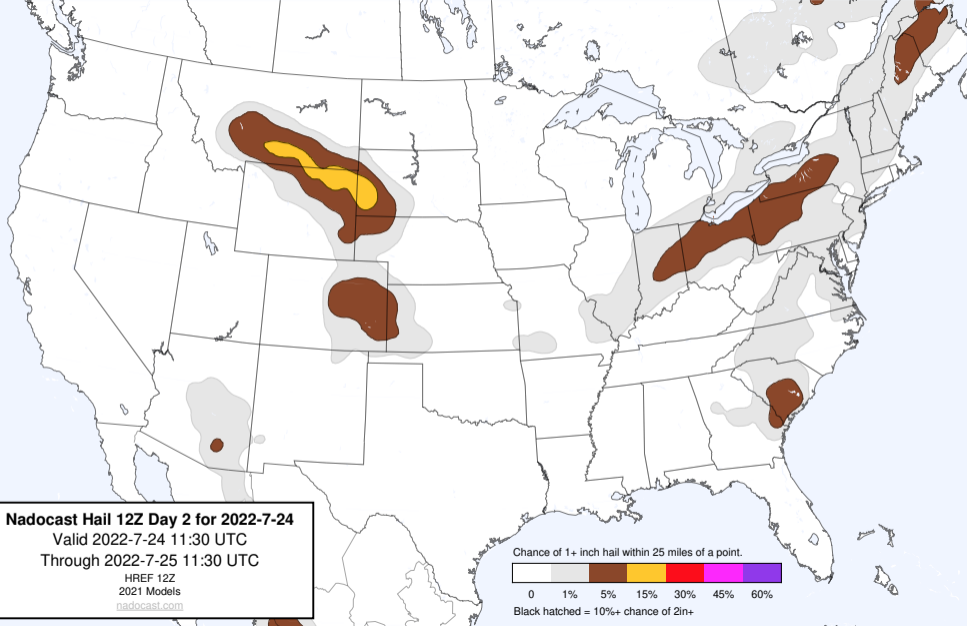 Nadocast Hail 12Z Day 2 for 2022-7-24
Valid 2022-7-24 11:30 UTC
Through 2022-7-25 11:30 UTC
HREF 12Z
2021 Models
nadocast.com
Chance of 1+ inch hail within 25 miles of a point.
0 1% 5% 15% 30% 45% 60%
Black hatched = 10%+ chance of 2in+